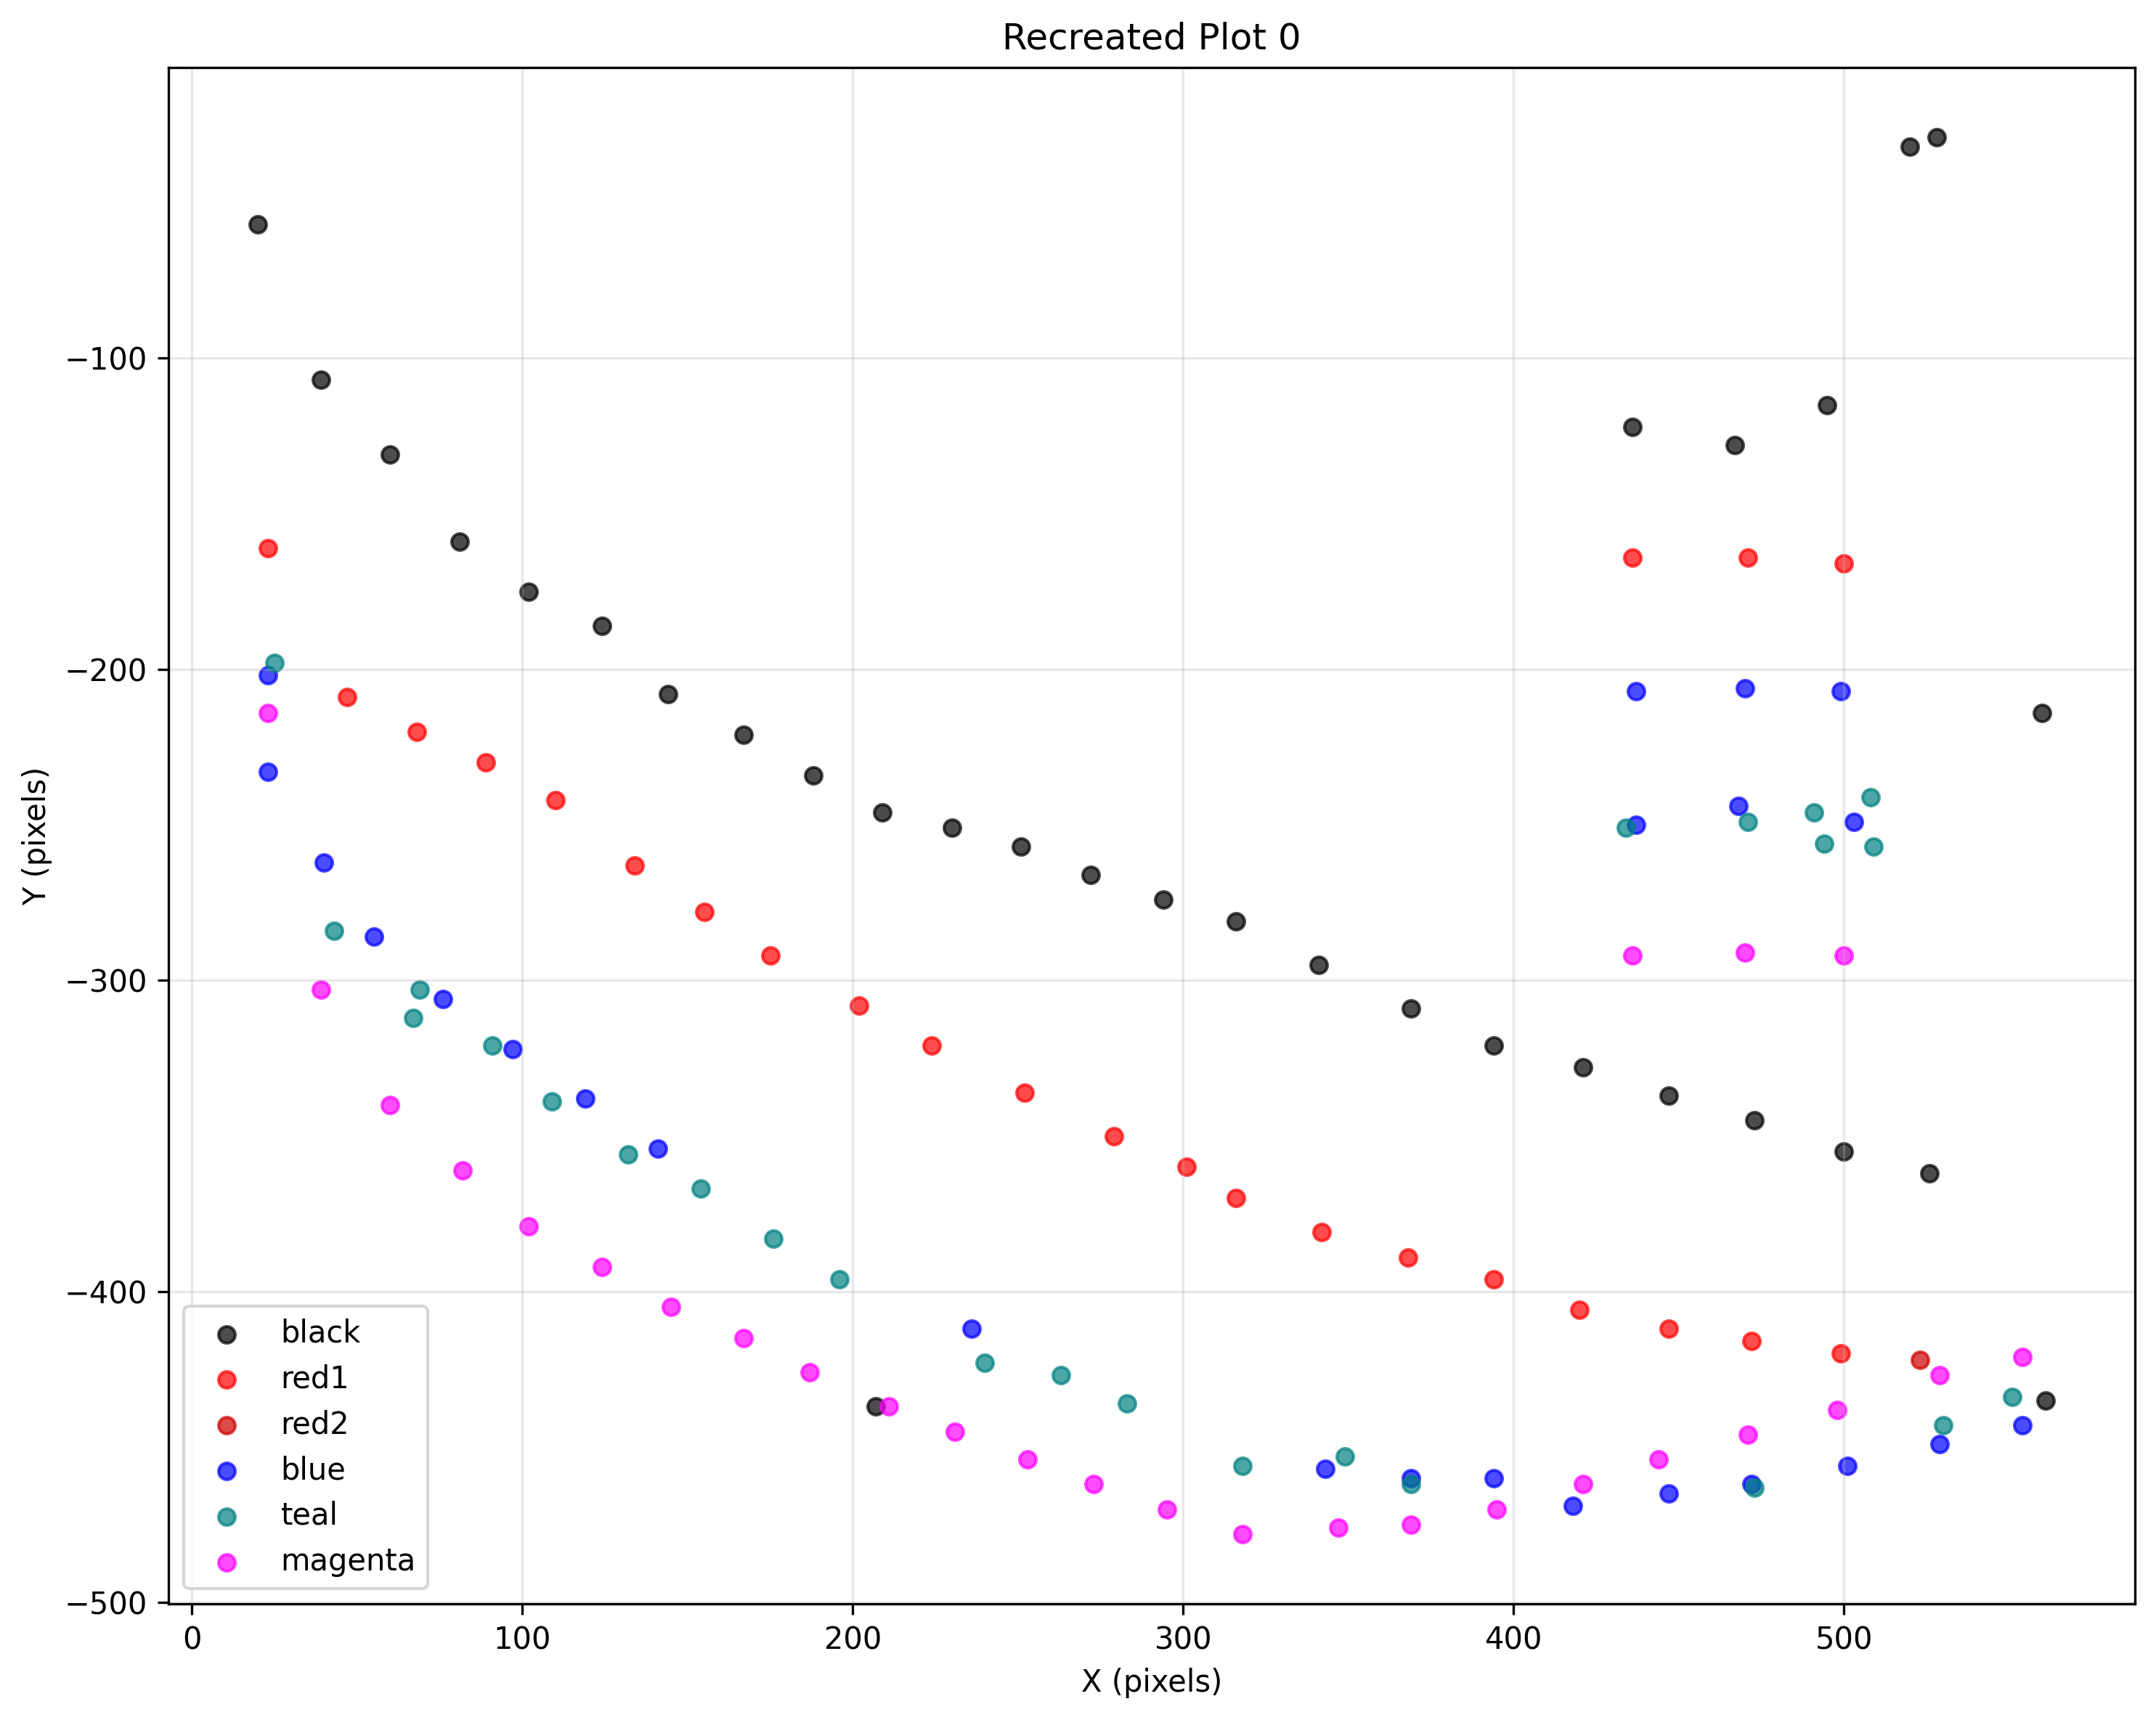 Recreated Plot 0
Y (pixels)
−100
−200
−300
−400
−500
black
red1
red2
blue
teal
magenta
0 100 200 300 400 500
X (pixels)